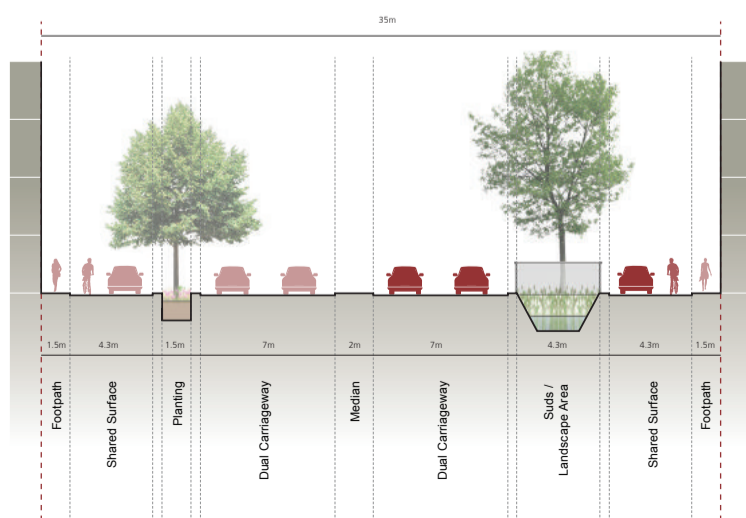 35m
1.5m
4.3m
1.5m
7m
2m
7m
4.3m
4.3m
1.5m
Footpath
Shared Surface
Planting
Dual Carriageway
Median
Dual Carriageway
Suds /
Landscape Area
Shared Surface
Footpath